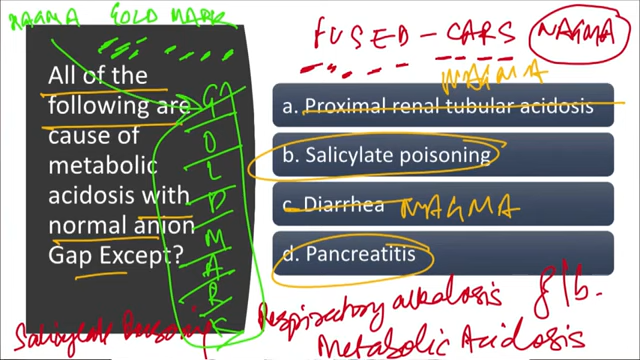 HAGMA GOLD MARK
FUSED - CARS NAGMA
All of the
following are
cause of
metabolic
acidosis with
normal anion
Gap Except?
G
O
L
D
M
A
R
K
NAGMA
a. Proximal renal tubular acidosis
b. Salicylate poisoning
c. Diarrhea NAGMA
d. Pancreatitis
Salicylate Poisoning
Respiratory alkalosis f/b.
Metabolic Acidosis